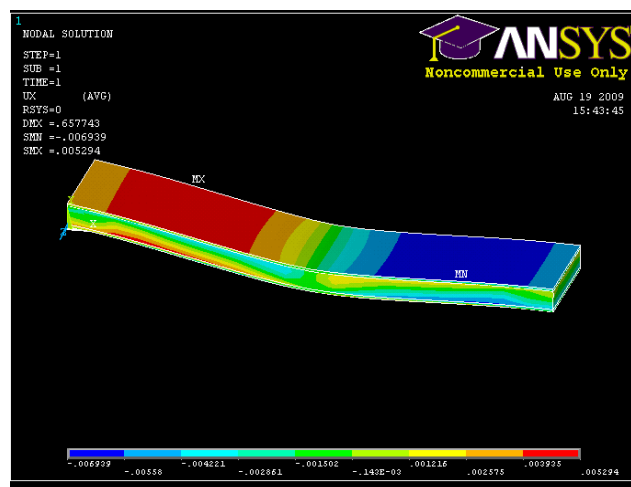 1
NODAL SOLUTION
STEP=1
SUB =1
TIME=1
UX (AVG)
RSYS=0
DMX =.657743
SMN =-.006939
SMX =.005294
ANSYS
Noncommercial Use Only
AUG 19 2009
15:43:45
MX
X
MN
-.006939 -.004221 -.001502 .001216 .003935
-.00558 -.002861 -.143E-03 .002575 .005294